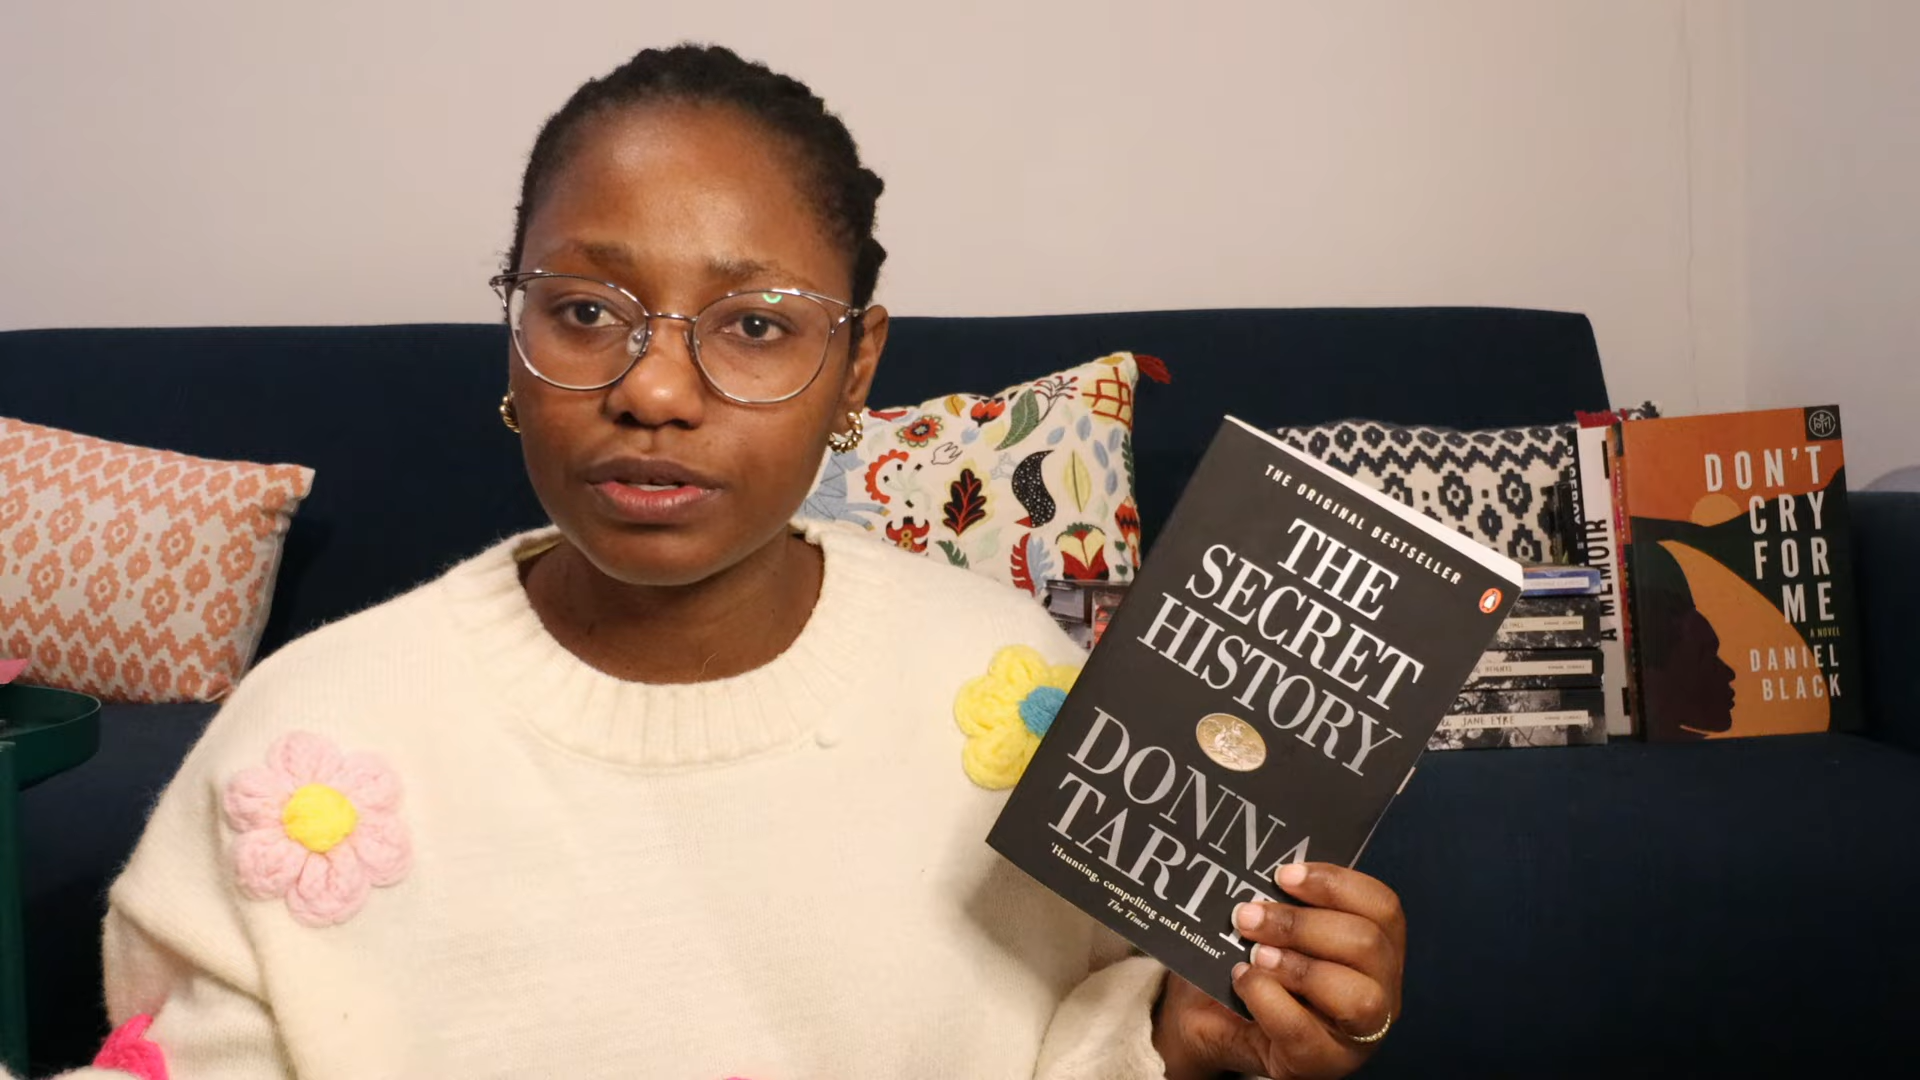 THE ORIGINAL BESTSELLER
THE
SECRET
HISTORY
DONNA
TARTT
'Haunting, compelling and brilliant'
The Times
A MEMOIR
JANE EYRE
DON'T
CRY
FOR
ME
A NOVEL
DANIEL
BLACK